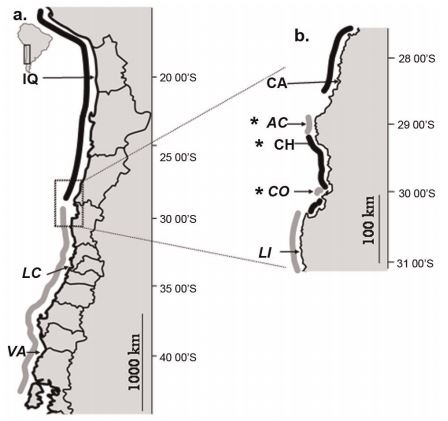 a.
IQ
20 00'S
25 00'S
30 00'S
LC
35 00'S
VA
40 00'S
1000 km
b.
28 00'S
CA
* AC
29 00'S
* CH
* CO
30 00'S
100 km
LI
31 00'S